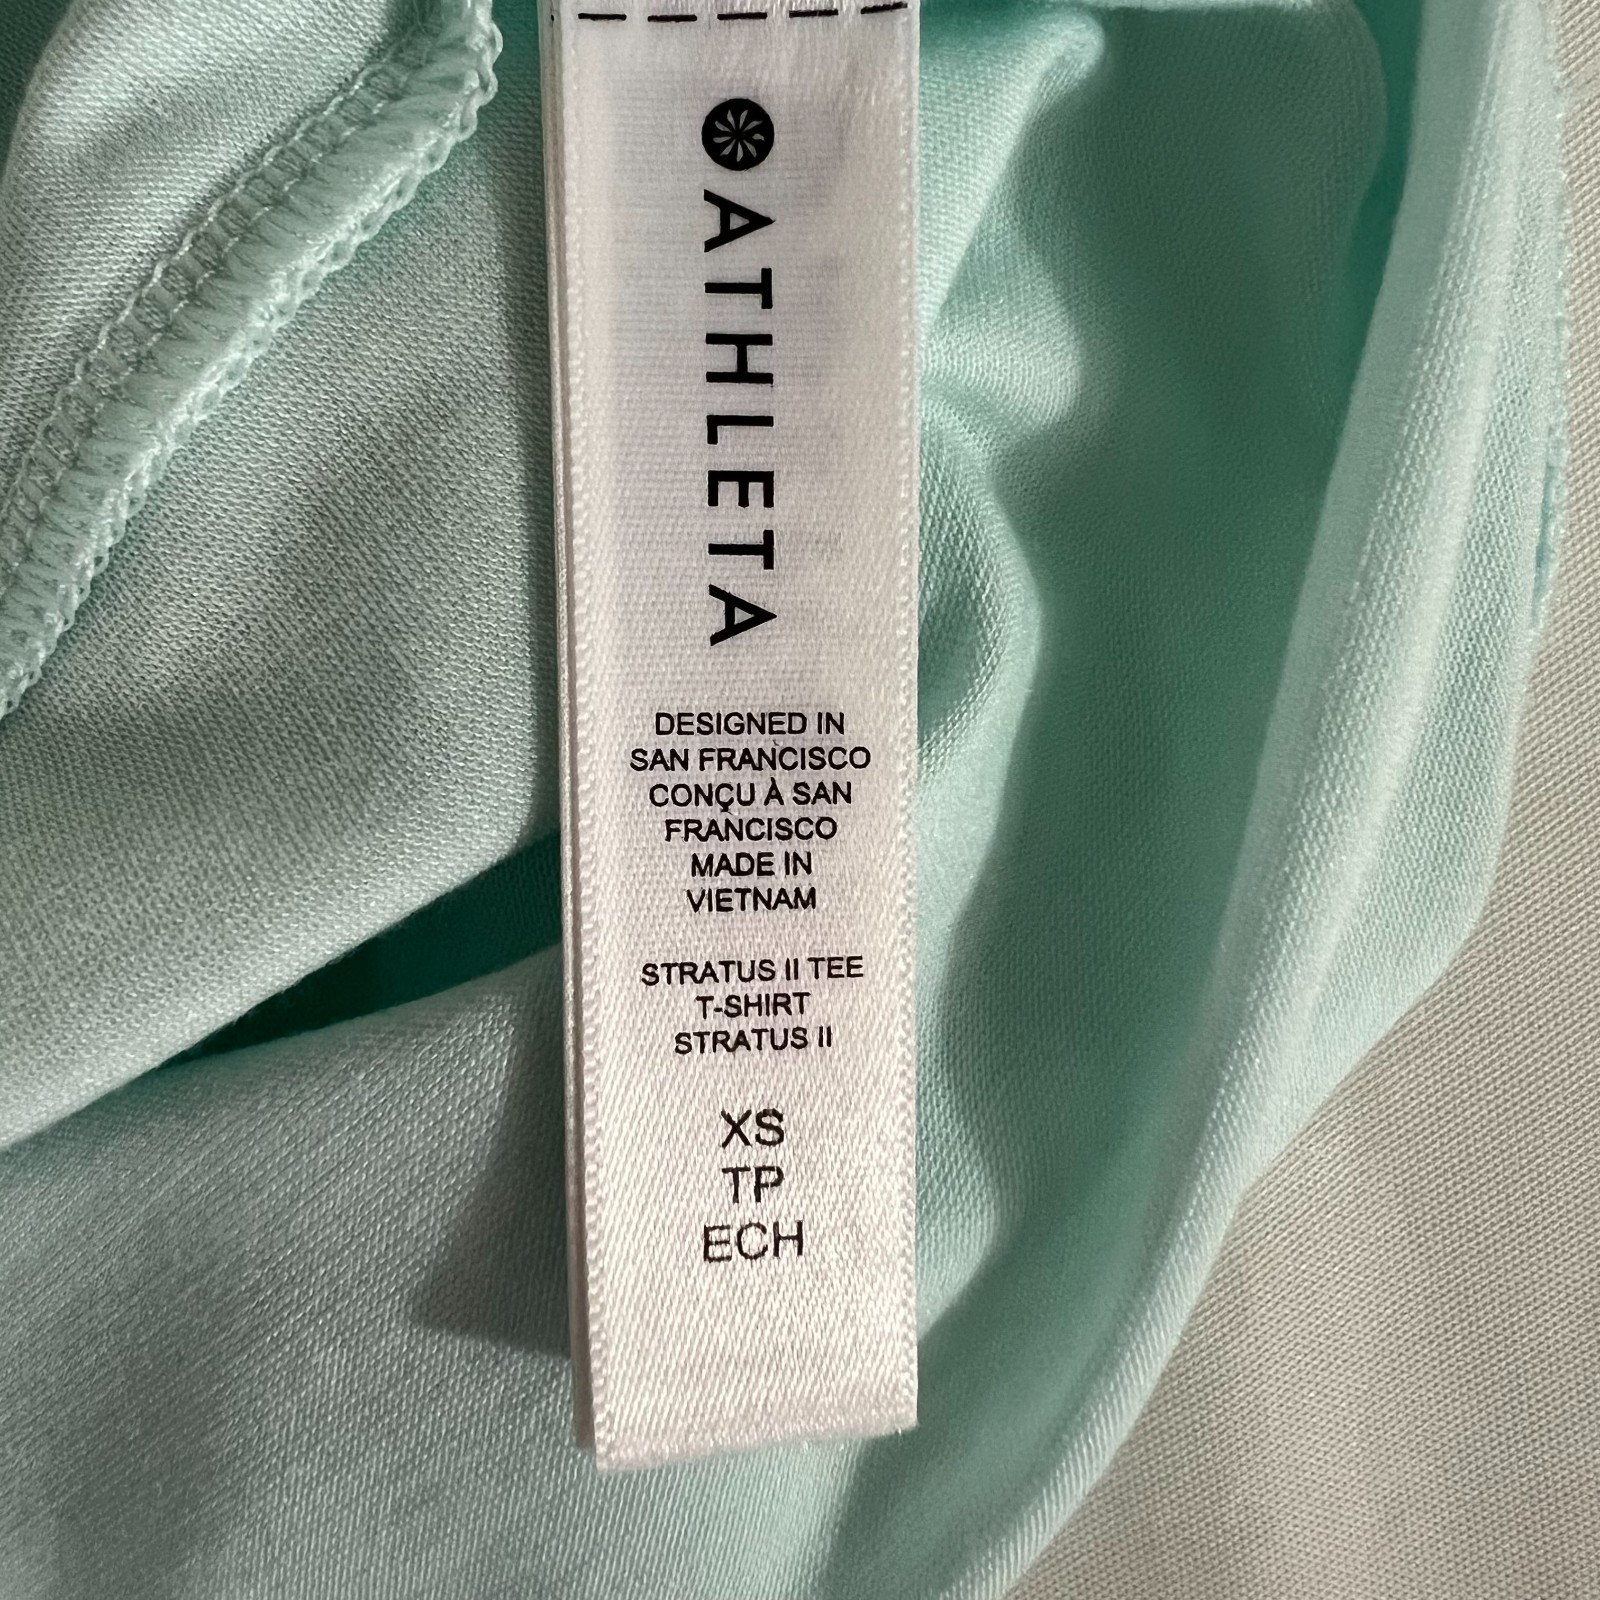 ATHLETA
DESIGNED IN
SAN FRANCISCO
CONÇU À SAN
FRANCISCO
MADE IN
VIETNAM
STRATUS II TEE
T-SHIRT
STRATUS II
XS
TP
ECH